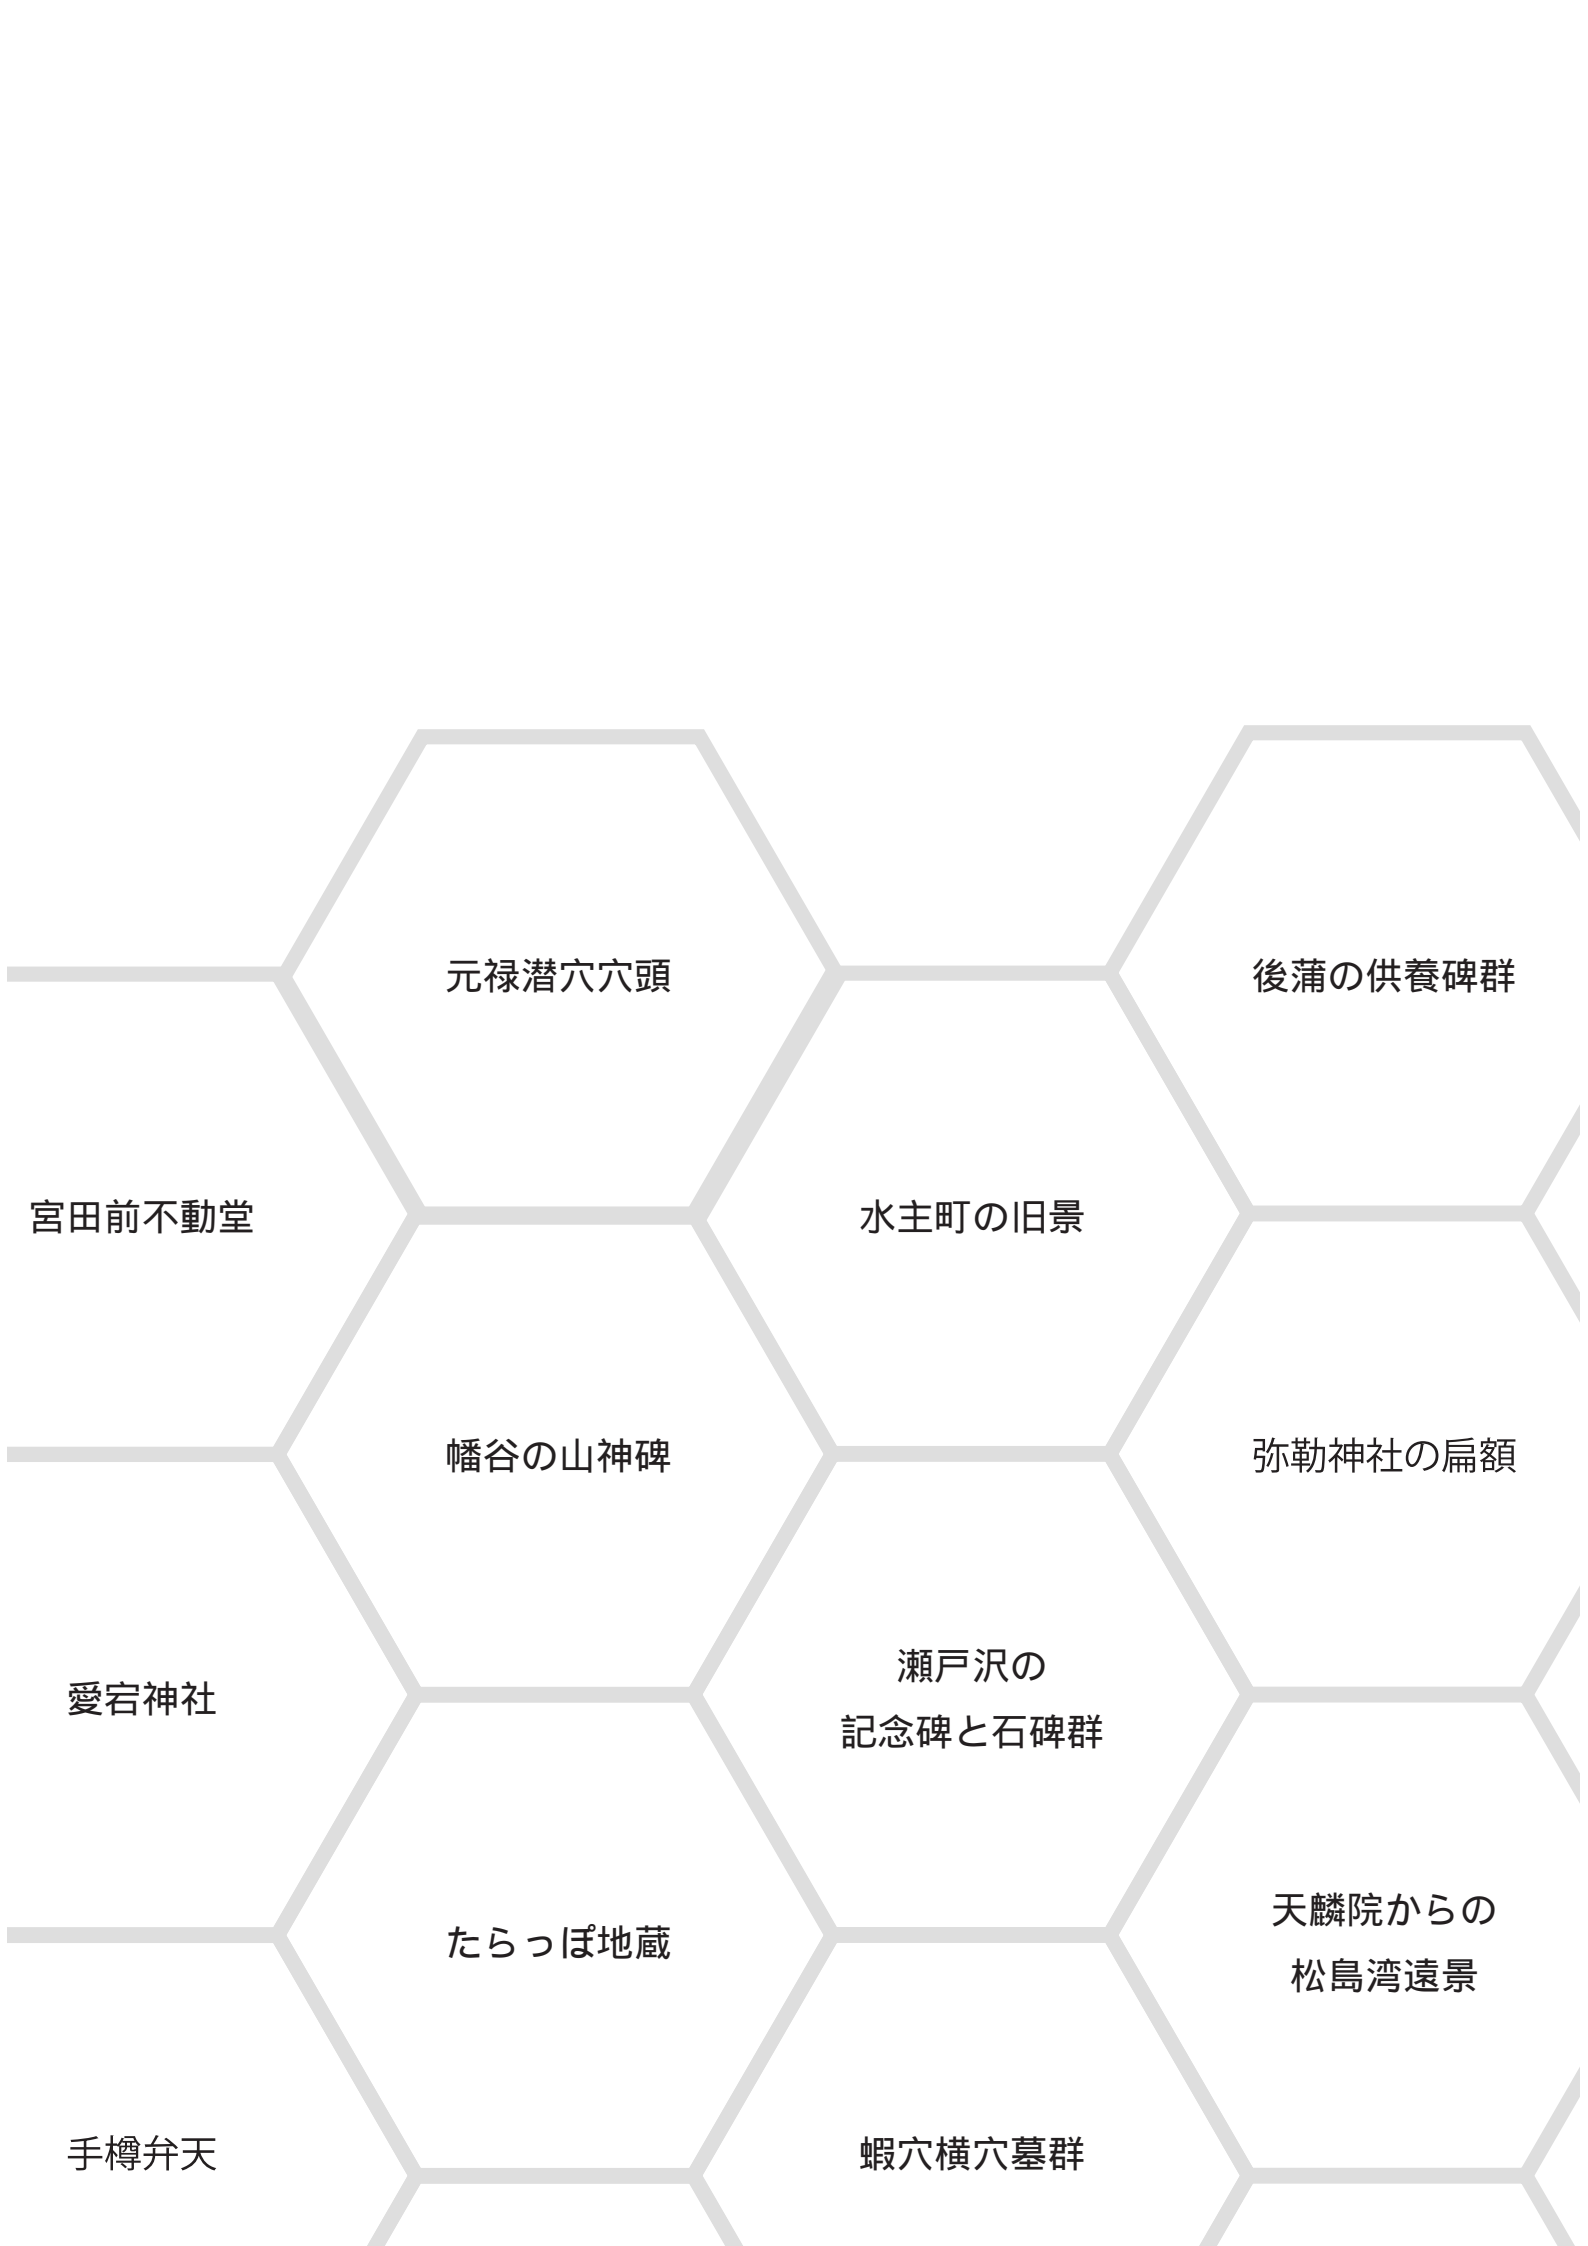 元禄潜穴穴頭
後蒲の供養碑群
宮田前不動堂
水主町の旧景
幡谷の山神碑
弥勒神社の扁額
愛宕神社
瀬戸沢の
記念碑と石碑群
たらっぽ地蔵
天麟院からの
松島湾遠景
手樽弁天
蝦穴横穴墓群